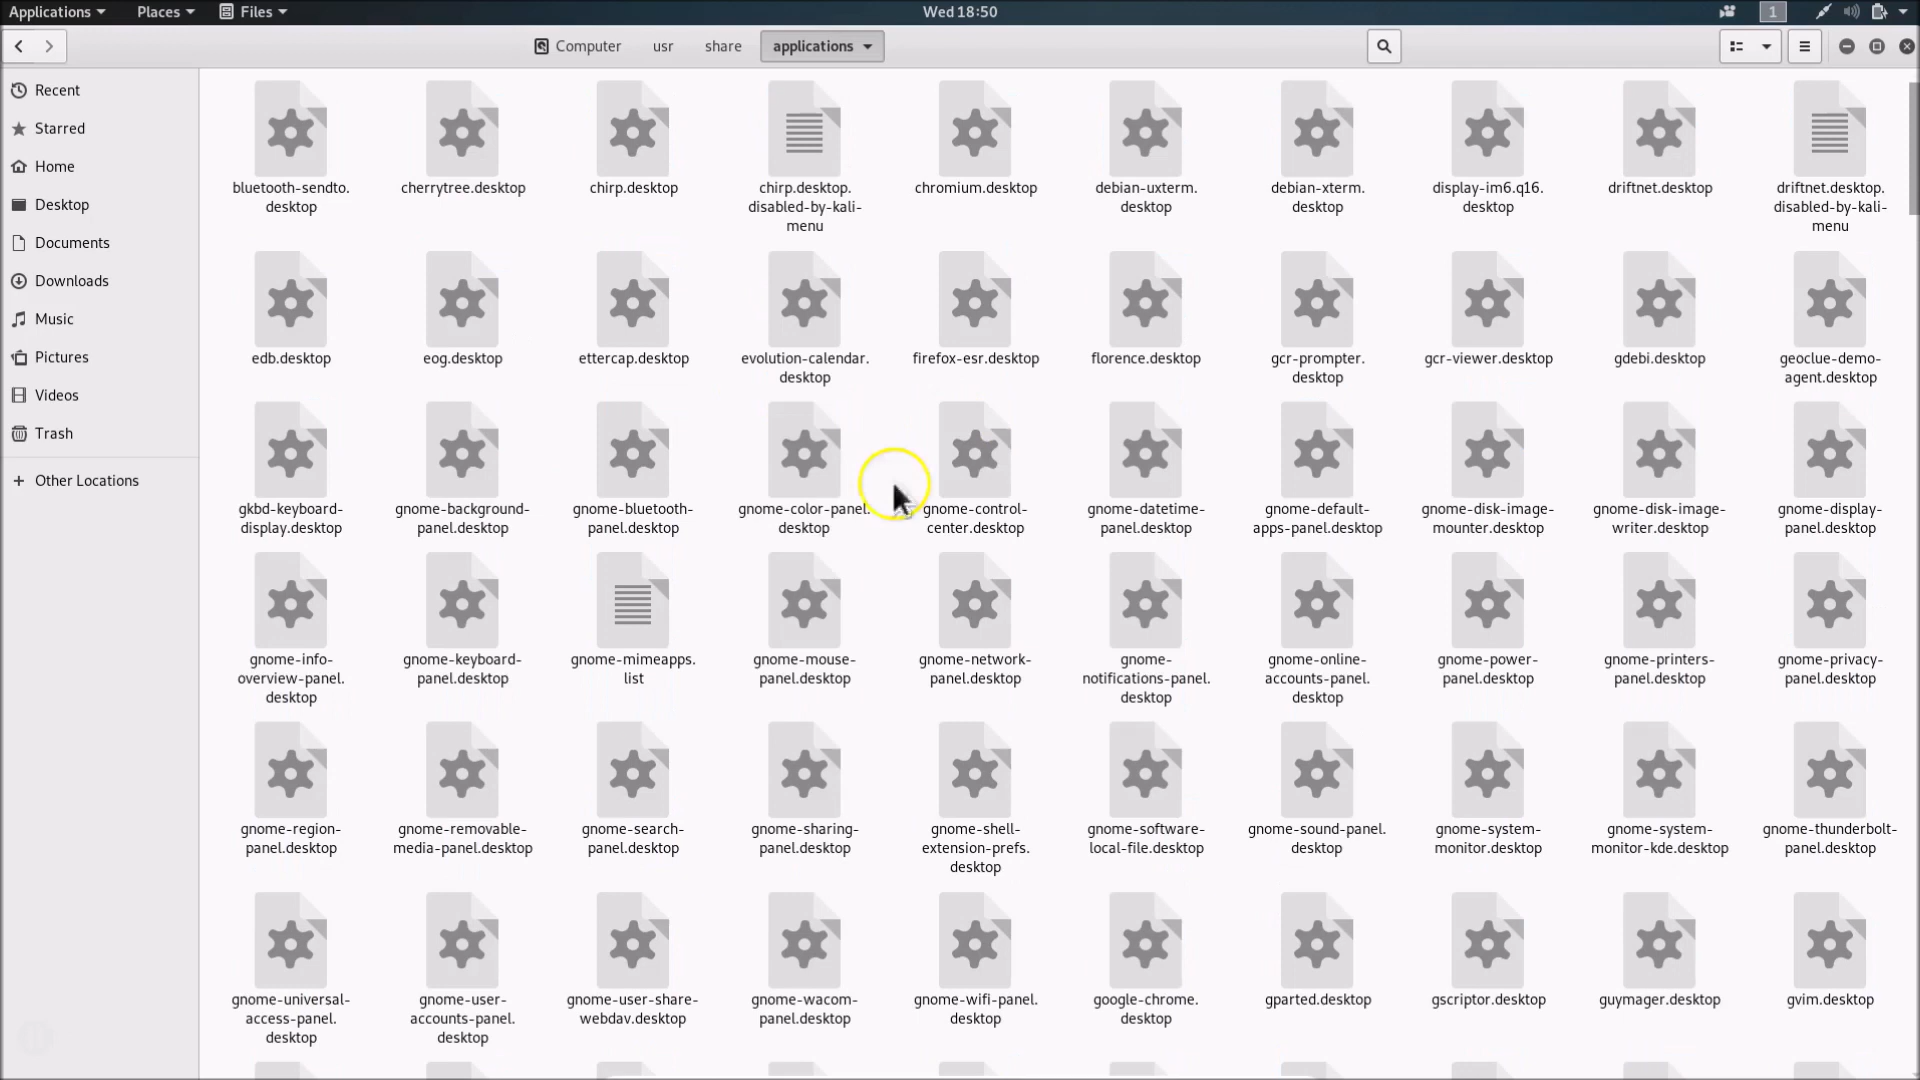 Applications Places Files Wed 18:50 1
Computer usr share applications
Recent
Starred
Home
Desktop
Documents
Downloads
Music
Pictures
Videos
Trash
Other Locations
bluetooth-sendto. cherrytree.desktop chirp.desktop chirp.desktop. chromium.desktop debian-uxterm. debian-xterm. display-im6.q16. driftnet.desktop driftnet.desktop.
desktop disabled-by-kali- desktop desktop desktop disabled-by-kali-
menu menu
edb.desktop eog.desktop ettercap.desktop evolution-calendar. firefox-esr.desktop florence.desktop gcr-prompter. gcr-viewer.desktop gdebi.desktop geoclue-demo-
desktop desktop agent.desktop
gkbd-keyboard- gnome-background- gnome-bluetooth- gnome-color-panel. gnome-control- gnome-datetime- gnome-default- gnome-disk-image- gnome-disk-image- gnome-display-
display.desktop panel.desktop panel.desktop desktop center.desktop panel.desktop apps-panel.desktop mounter.desktop writer.desktop panel.desktop
gnome-info- gnome-keyboard- gnome-mimeapps. gnome-mouse- gnome-network- gnome- gnome-online- gnome-power- gnome-printers- gnome-privacy-
overview-panel. panel.desktop list panel.desktop panel.desktop notifications-panel. accounts-panel. panel.desktop panel.desktop panel.desktop
desktop desktop desktop
gnome-region- gnome-removable- gnome-search- gnome-sharing- gnome-shell- gnome-software- gnome-sound-panel. gnome-system- gnome-system- gnome-thunderbolt-
panel.desktop media-panel.desktop panel.desktop panel.desktop extension-prefs. local-file.desktop desktop monitor.desktop monitor-kde.desktop panel.desktop
desktop
gnome-universal- gnome-user- gnome-user-share- gnome-wacom- gnome-wifi-panel. google-chrome. gparted.desktop gscriptor.desktop guymager.desktop gvim.desktop
access-panel. accounts-panel. webdav.desktop panel.desktop desktop desktop
desktop desktop